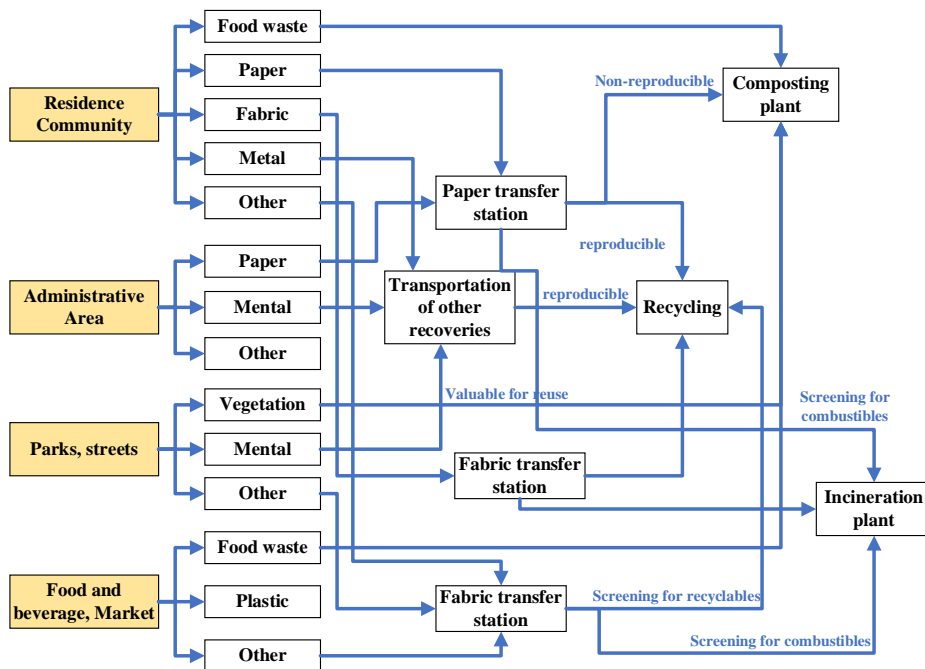 Food waste
Paper
Non-reproducible
Composting
plant
Residence
Community
Fabric
Metal
Other
Paper transfer
station
Paper
reproducible
Administrative
Area
Mental
Transportation
of other
recoveries
reproducible
Recycling
Other
Vegetation
Valuable for reuse
Screening for
combustibles
Parks, streets
Mental
Fabric transfer
station
Other
Incineration
plant
Food waste
Food and
beverage, Market
Plastic
Fabric transfer
station
Screening for recyclables
Screening for combustibles
Other